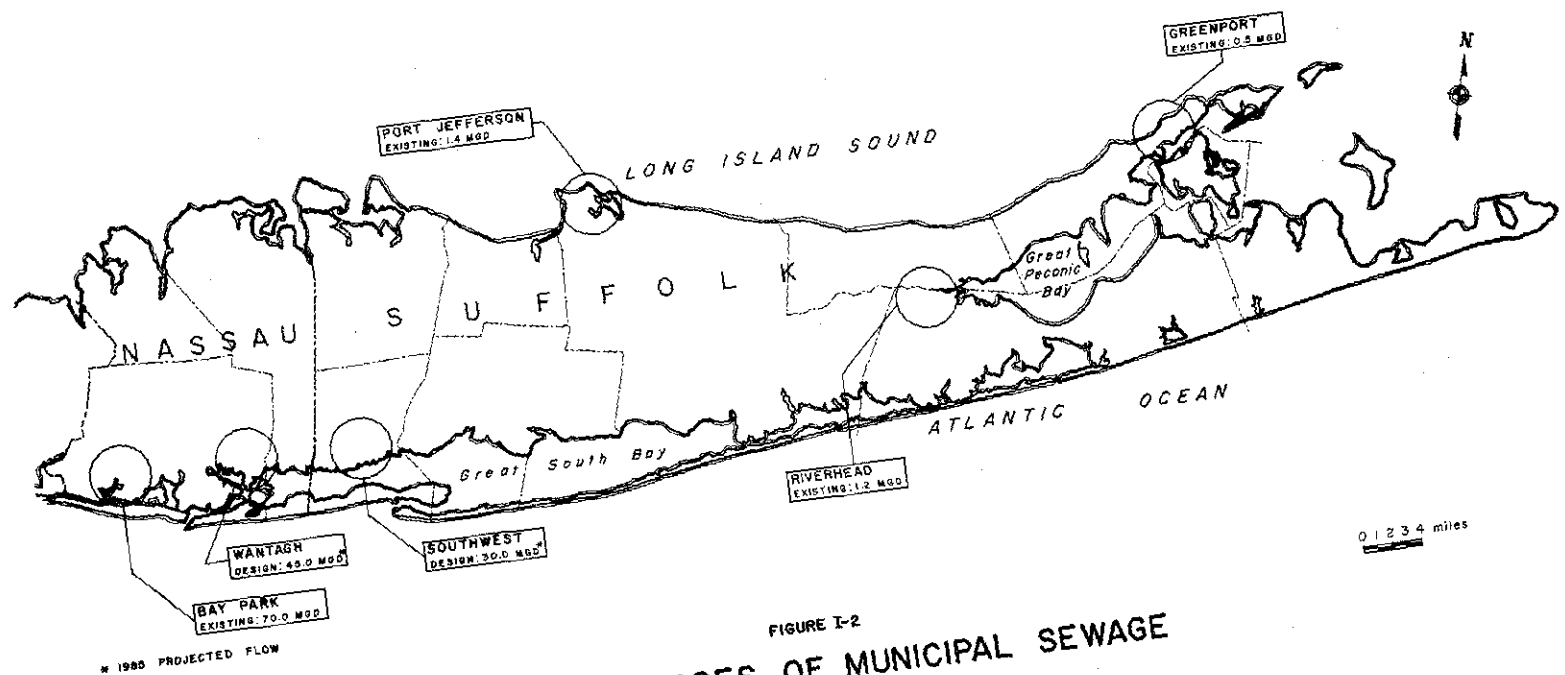 GREENPORT
EXISTING: 0.5 MGD
N
PORT JEFFERSON
EXISTING: 1.4 MGD
LONG ISLAND SOUND
Great
Peconic
Bay
NASSAU
SUFFOLK
ATLANTIC OCEAN
Great South Bay
RIVERHEAD
EXISTING: 1.2 MGD
0 1 2 3 4 miles
WANTAGH
DESIGN: 45.0 MGD*
SOUTHWEST
DESIGN: 30.0 MGD*
BAY PARK
EXISTING: 70.0 MGD
* 1985 PROJECTED FLOW
FIGURE I-2
OF MUNICIPAL SEWAGE